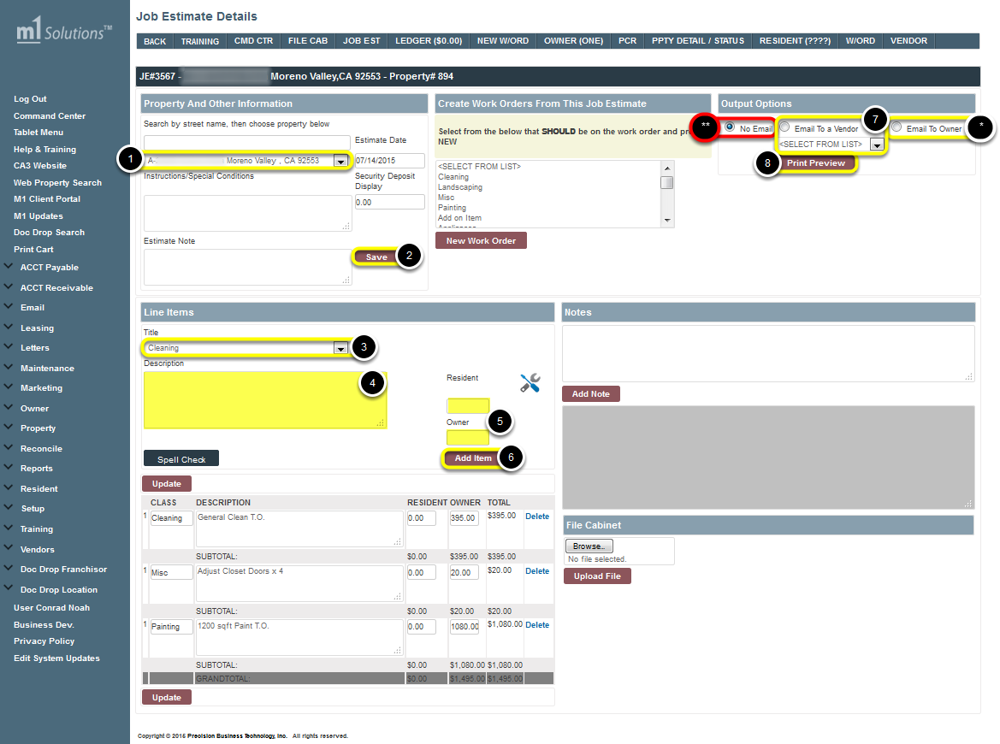 m1 Solutions™
Log Out
Command Center
Tablet Menu
Help & Training
CA3 Website
Web Property Search
M1 Client Portal
M1 Updates
Doc Drop Search
Print Cart
ACCT Payable
ACCT Receivable
Email
Leasing
Letters
Maintenance
Marketing
Owner
Property
Reconcile
Reports
Resident
Setup
Training
Vendors
Doc Drop Franchisor
Doc Drop Location
User Conrad Noah
Business Dev.
Privacy Policy
Edit System Updates
Job Estimate Details
BACK TRAINING CMD CTR FILE CAB JOB EST LEDGER ($0.00) NEW W/ORD OWNER (ONE) PCR PPTY DETAIL / STATUS RESIDENT (????) W/ORD VENDOR
JE#3567 - Moreno Valley,CA 92553 - Property# 894
Property And Other Information
Search by street name, then choose property below
Estimate Date
1 A- Moreno Valley , CA 92553
07/14/2015
Instructions/Special Conditions
Security Deposit
Display
0.00
Estimate Note
Save 2
Create Work Orders From This Job Estimate
Select from the below that SHOULD be on the work order and
NEW
<SELECT FROM LIST>
Cleaning
Landscaping
Misc
Painting
Add on Item
New Work Order
Output Options
** No Email Email To a Vendor 7 Email To Owner *
<SELECT FROM LIST>
8 Print Preview
Line Items
Title
Cleaning 3
Description
4
Resident
Owner
5
Add Item 6
Spell Check
Update
CLASS DESCRIPTION RESIDENT OWNER TOTAL
1 Cleaning General Clean T.O. 0.00 395.00 $395.00 Delete
SUBTOTAL: $0.00 $395.00 $395.00
1 Misc Adjust Closet Doors x 4 0.00 20.00 $20.00 Delete
SUBTOTAL: $0.00 $20.00 $20.00
1 Painting 1200 sqft Paint T.O. 0.00 1080.00 $1,080.00 Delete
SUBTOTAL: $0.00 $1,080.00 $1,080.00
GRANDTOTAL: $0.00 $1,495.00 $1,495.00
Update
Notes
Add Note
File Cabinet
Browse..
No file selected.
Upload File
Copyright © 2015 Precision Business Technology, Inc. All rights reserved.